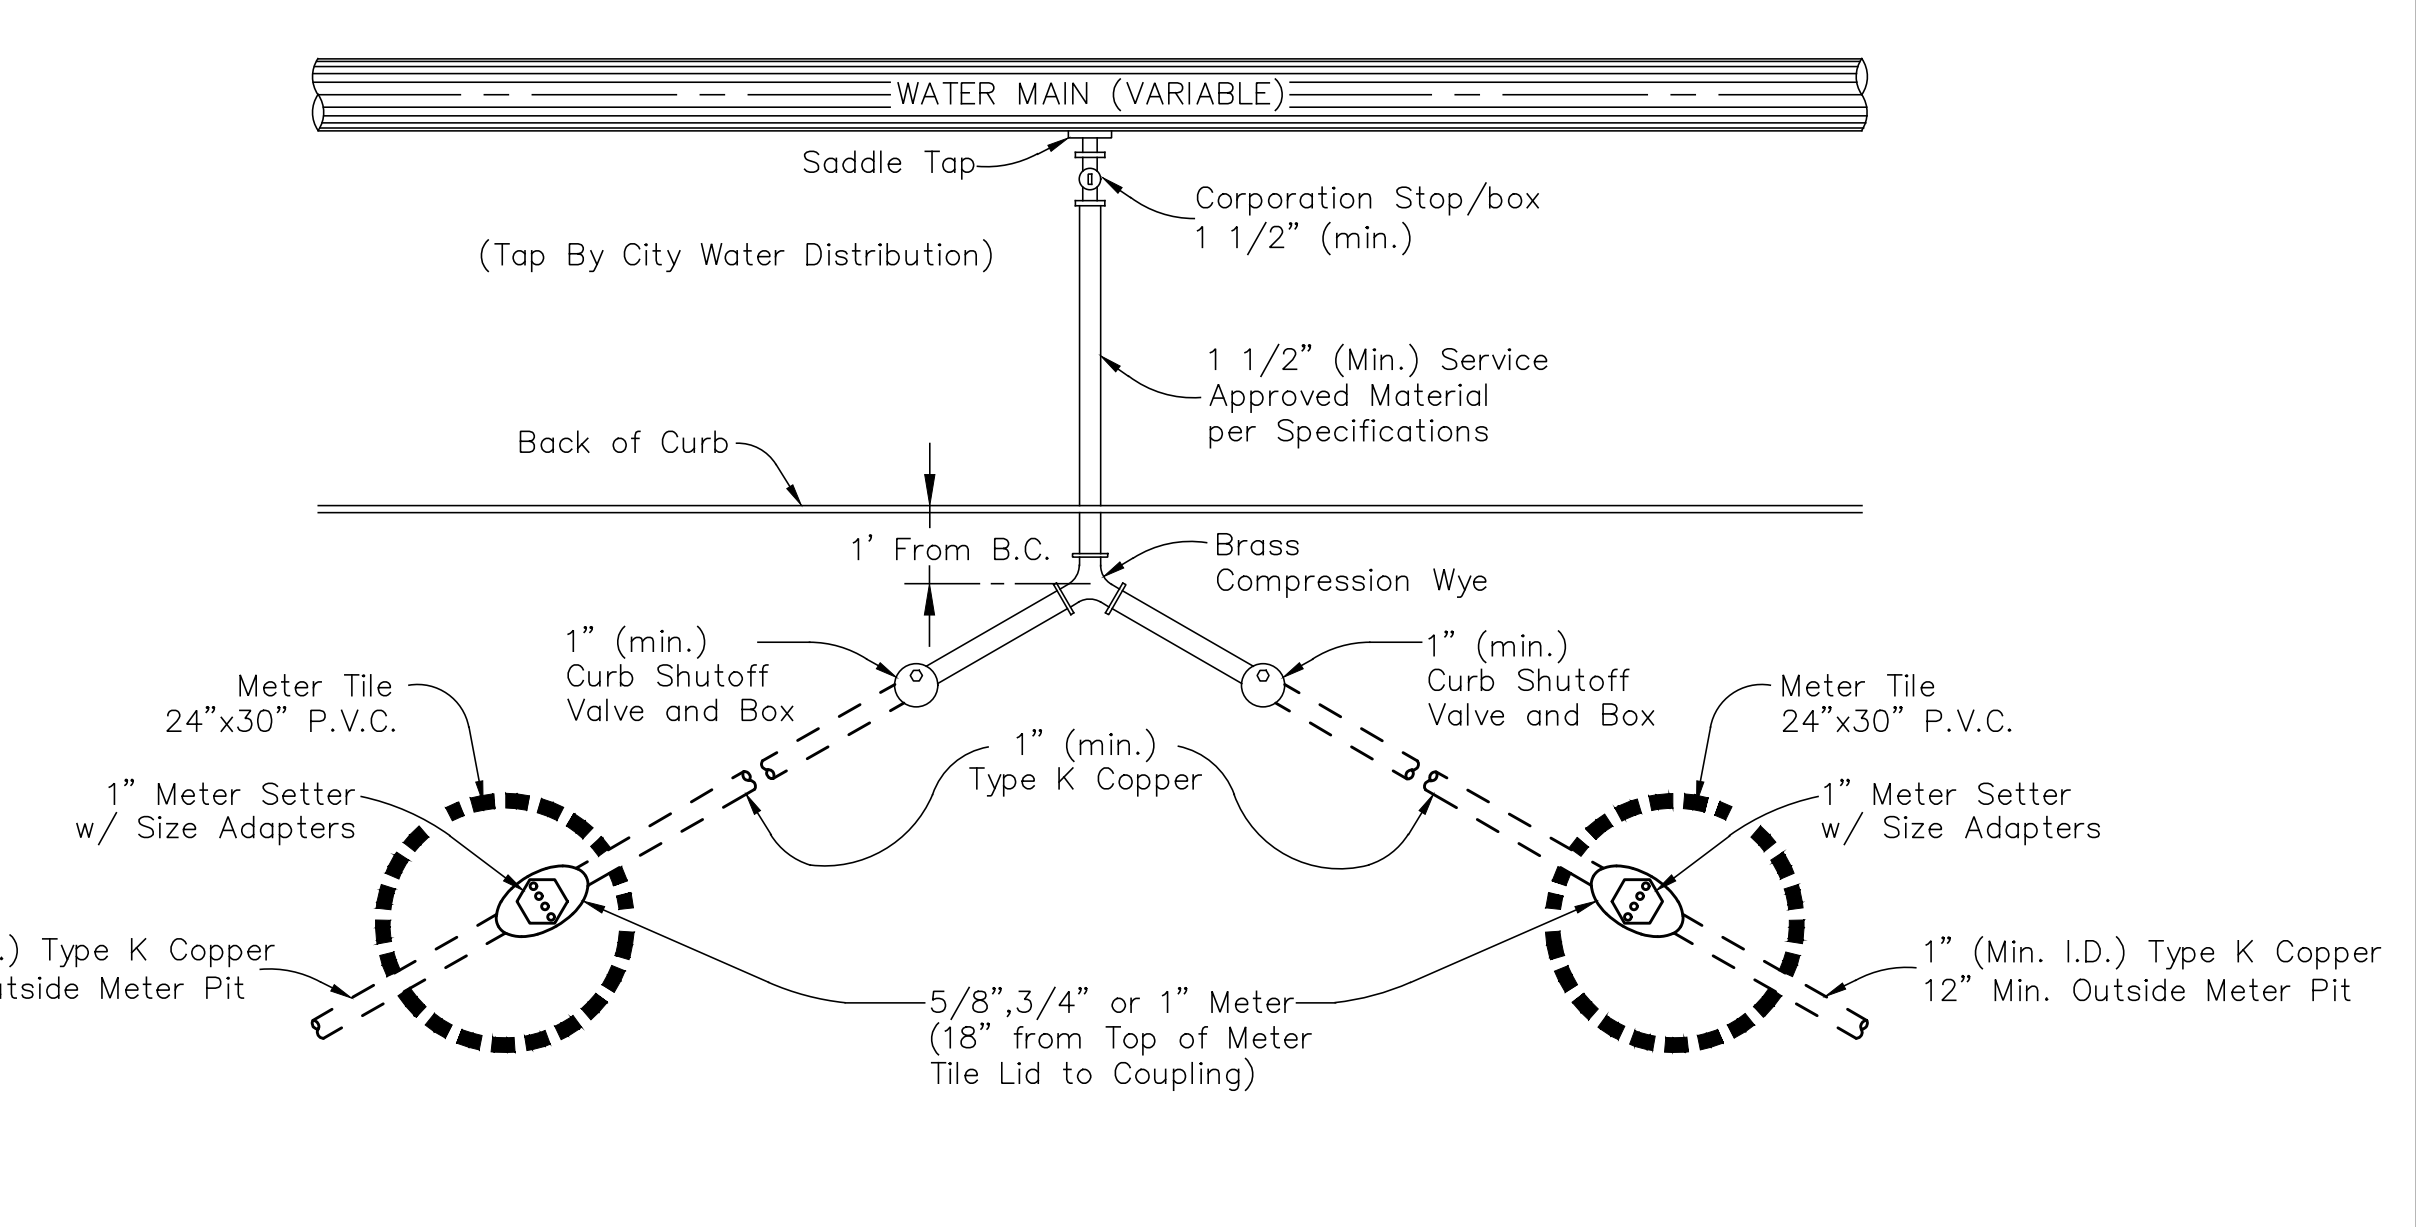 WATER MAIN (VARIABLE)
Saddle Tap
Corporation Stop/box
1 1/2" (min.)
(Tap By City Water Distribution)
1 1/2" (Min.) Service
Approved Material
per Specifications
Back of Curb
1' From B.C.
Brass
Compression Wye
1" (min.)
Curb Shutoff
Valve and Box
1" (min.)
Curb Shutoff
Valve and Box
Meter Tile
24"x30" P.V.C.
Meter Tile
24"x30" P.V.C.
1" (min.)
Type K Copper
1" Meter Setter
w/ Size Adapters
1" Meter Setter
w/ Size Adapters
.) Type K Copper
Meter Pit
1" (Min. I.D.) Type K Copper
12" Min. Outside Meter Pit
5/8",3/4" or 1" Meter
(18" from Top of Meter
Tile Lid to Coupling)